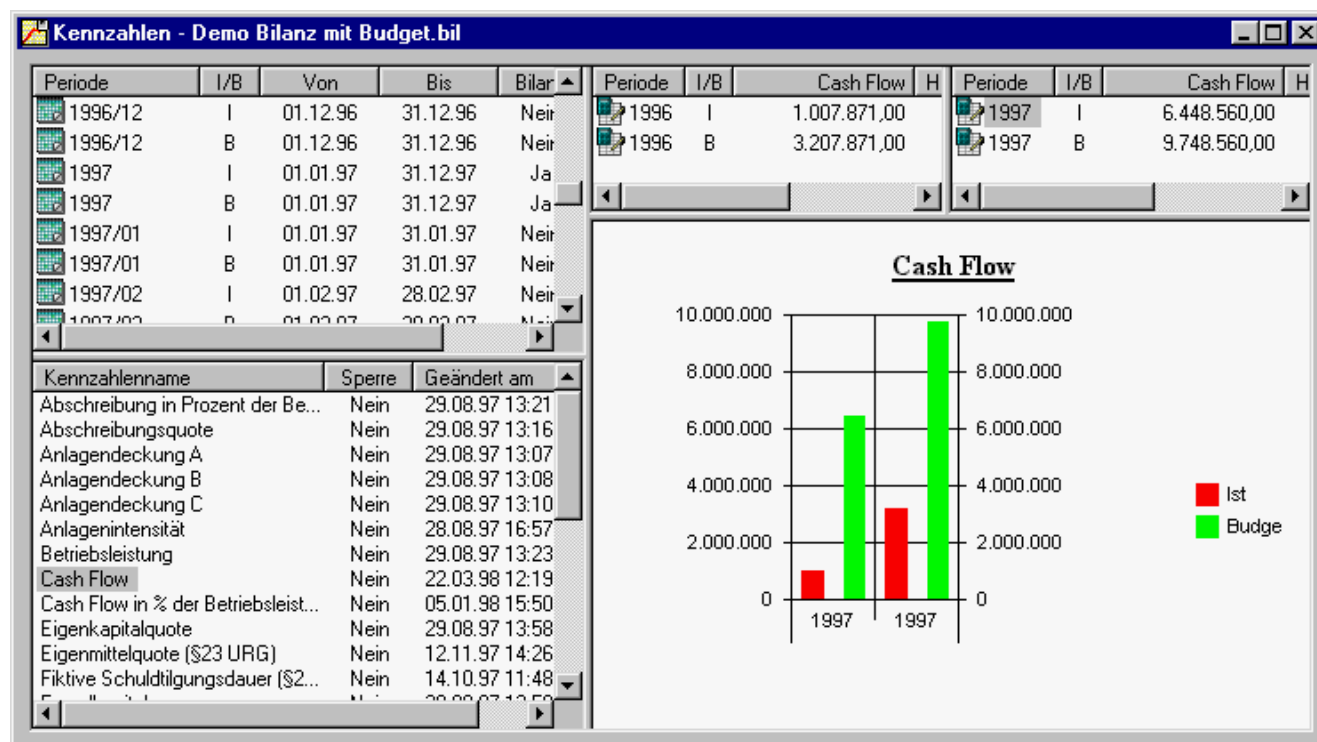 Kennzahlen - Demo Bilanz mit Budget.bil
Periode I/B Von Bis Bilar
1996/12 I 01.12.96 31.12.96 Neir
1996/12 B 01.12.96 31.12.96 Neir
1997 I 01.01.97 31.12.97 Ja
1997 B 01.01.97 31.12.97 Ja
1997/01 I 01.01.97 31.01.97 Neir
1997/01 B 01.01.97 31.01.97 Neir
1997/02 I 01.02.97 28.02.97 Neir
Periode I/B Cash Flow H
1996 I 1.007.871,00
1996 B 3.207.871,00
Periode I/B Cash Flow H
1997 I 6.448.560,00
1997 B 9.748.560,00
Kennzahlenname Sperre Geändert am
Abschreibung in Prozent der Be... Nein 29.08.97 13:21
Abschreibungsquote Nein 29.08.97 13:16
Anlagendeckung A Nein 29.08.97 13:07
Anlagendeckung B Nein 29.08.97 13:08
Anlagendeckung C Nein 29.08.97 13:10
Anlagenintensität Nein 28.08.97 16:57
Betriebsleistung Nein 29.08.97 13:23
Cash Flow Nein 22.03.98 12:19
Cash Flow in % der Betriebsleist... Nein 05.01.98 15:50
Eigenkapitalquote Nein 29.08.97 13:58
Eigenmittelquote (§23 URG) Nein 12.11.97 14:26
Fiktive Schuldtilgungsdauer (§2... Nein 14.10.97 11:48
Cash Flow
10.000.000 10.000.000
8.000.000 8.000.000
6.000.000 6.000.000
4.000.000 4.000.000
2.000.000 2.000.000
0 0
1997 1997
Ist
Budge